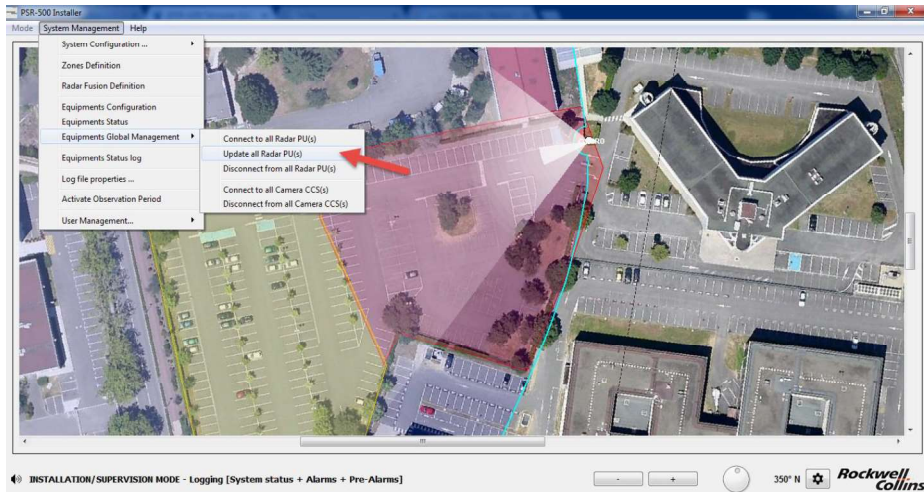 PSR-500 Installer
Mode System Management Help
System Configuration ...
Zones Definition
Radar Fusion Definition
Equipments Configuration
Equipments Status
Equipments Global Management
Connect to all Radar PU(s)
Update all Radar PU(s)
Disconnect from all Radar PU(s)
Connect to all Camera CCS(s)
Disconnect from all Camera CCS(s)
Equipments Status log
Log file properties ...
Activate Observation Period
User Management...
INSTALLATION/SUPERVISION MODE - Logging [System status + Alarms + Pre-Alarms]
- +
350° N
Rockwell
Collins